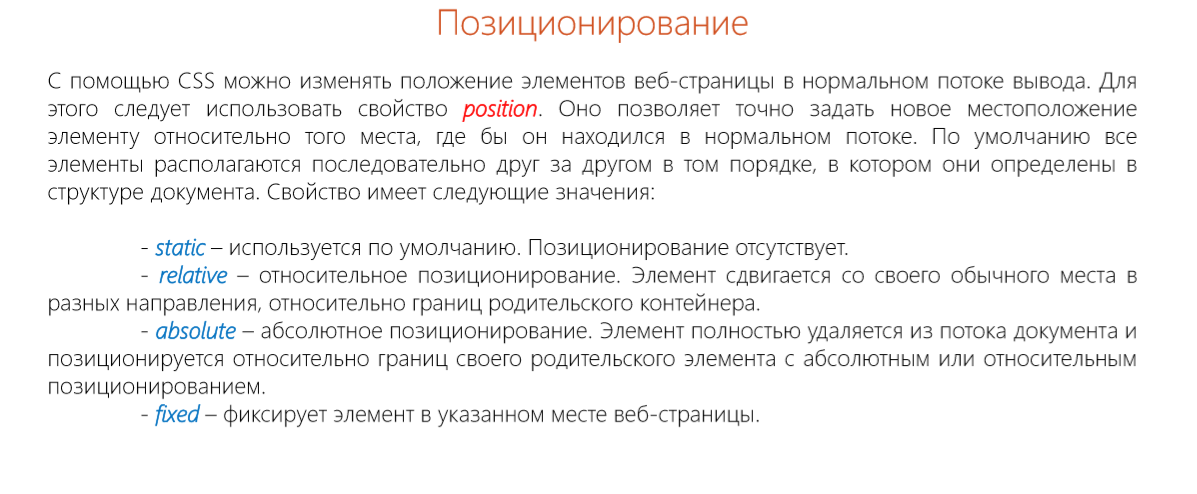 Позиционирование
С помощью CSS можно изменять положение элементов веб-страницы в нормальном потоке вывода. Для
этого следует использовать свойство position. Оно позволяет точно задать новое местоположение
элементу относительно того места, где бы он находился в нормальном потоке. По умолчанию все
элементы располагаются последовательно друг за другом в том порядке, в котором они определены в
структуре документа. Свойство имеет следующие значения:
- static – используется по умолчанию. Позиционирование отсутствует.
- relative – относительное позиционирование. Элемент сдвигается со своего обычного места в
разных направления, относительно границ родительского контейнера.
- absolute – абсолютное позиционирование. Элемент полностью удаляется из потока документа и
позиционируется относительно границ своего родительского элемента с абсолютным или относительным
позиционированием.
- fixed – фиксирует элемент в указанном месте веб-страницы.